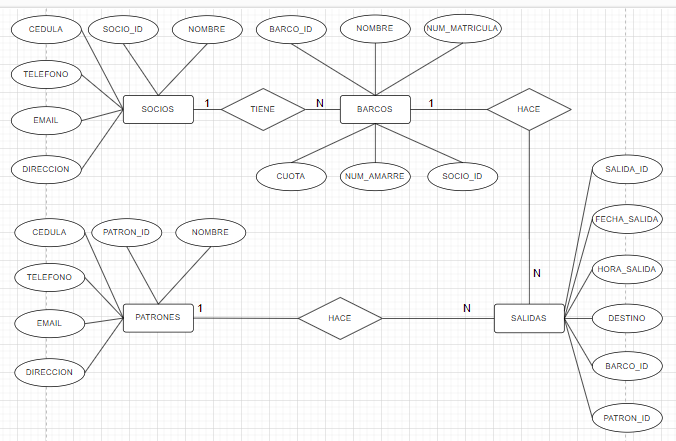 CEDULA
SOCIO_ID
NOMBRE
BARCO_ID
NOMBRE
NUM_MATRICULA
TELEFONO
SOCIOS
1
TIENE
N
BARCOS
1
HACE
EMAIL
DIRECCION
CUOTA
NUM_AMARRE
SOCIO_ID
SALIDA_ID
FECHA_SALIDA
CEDULA
PATRON_ID
NOMBRE
TELEFONO
N
HORA_SALIDA
PATRONES
1
HACE
N
SALIDAS
DESTINO
EMAIL
DIRECCION
BARCO_ID
PATRON_ID